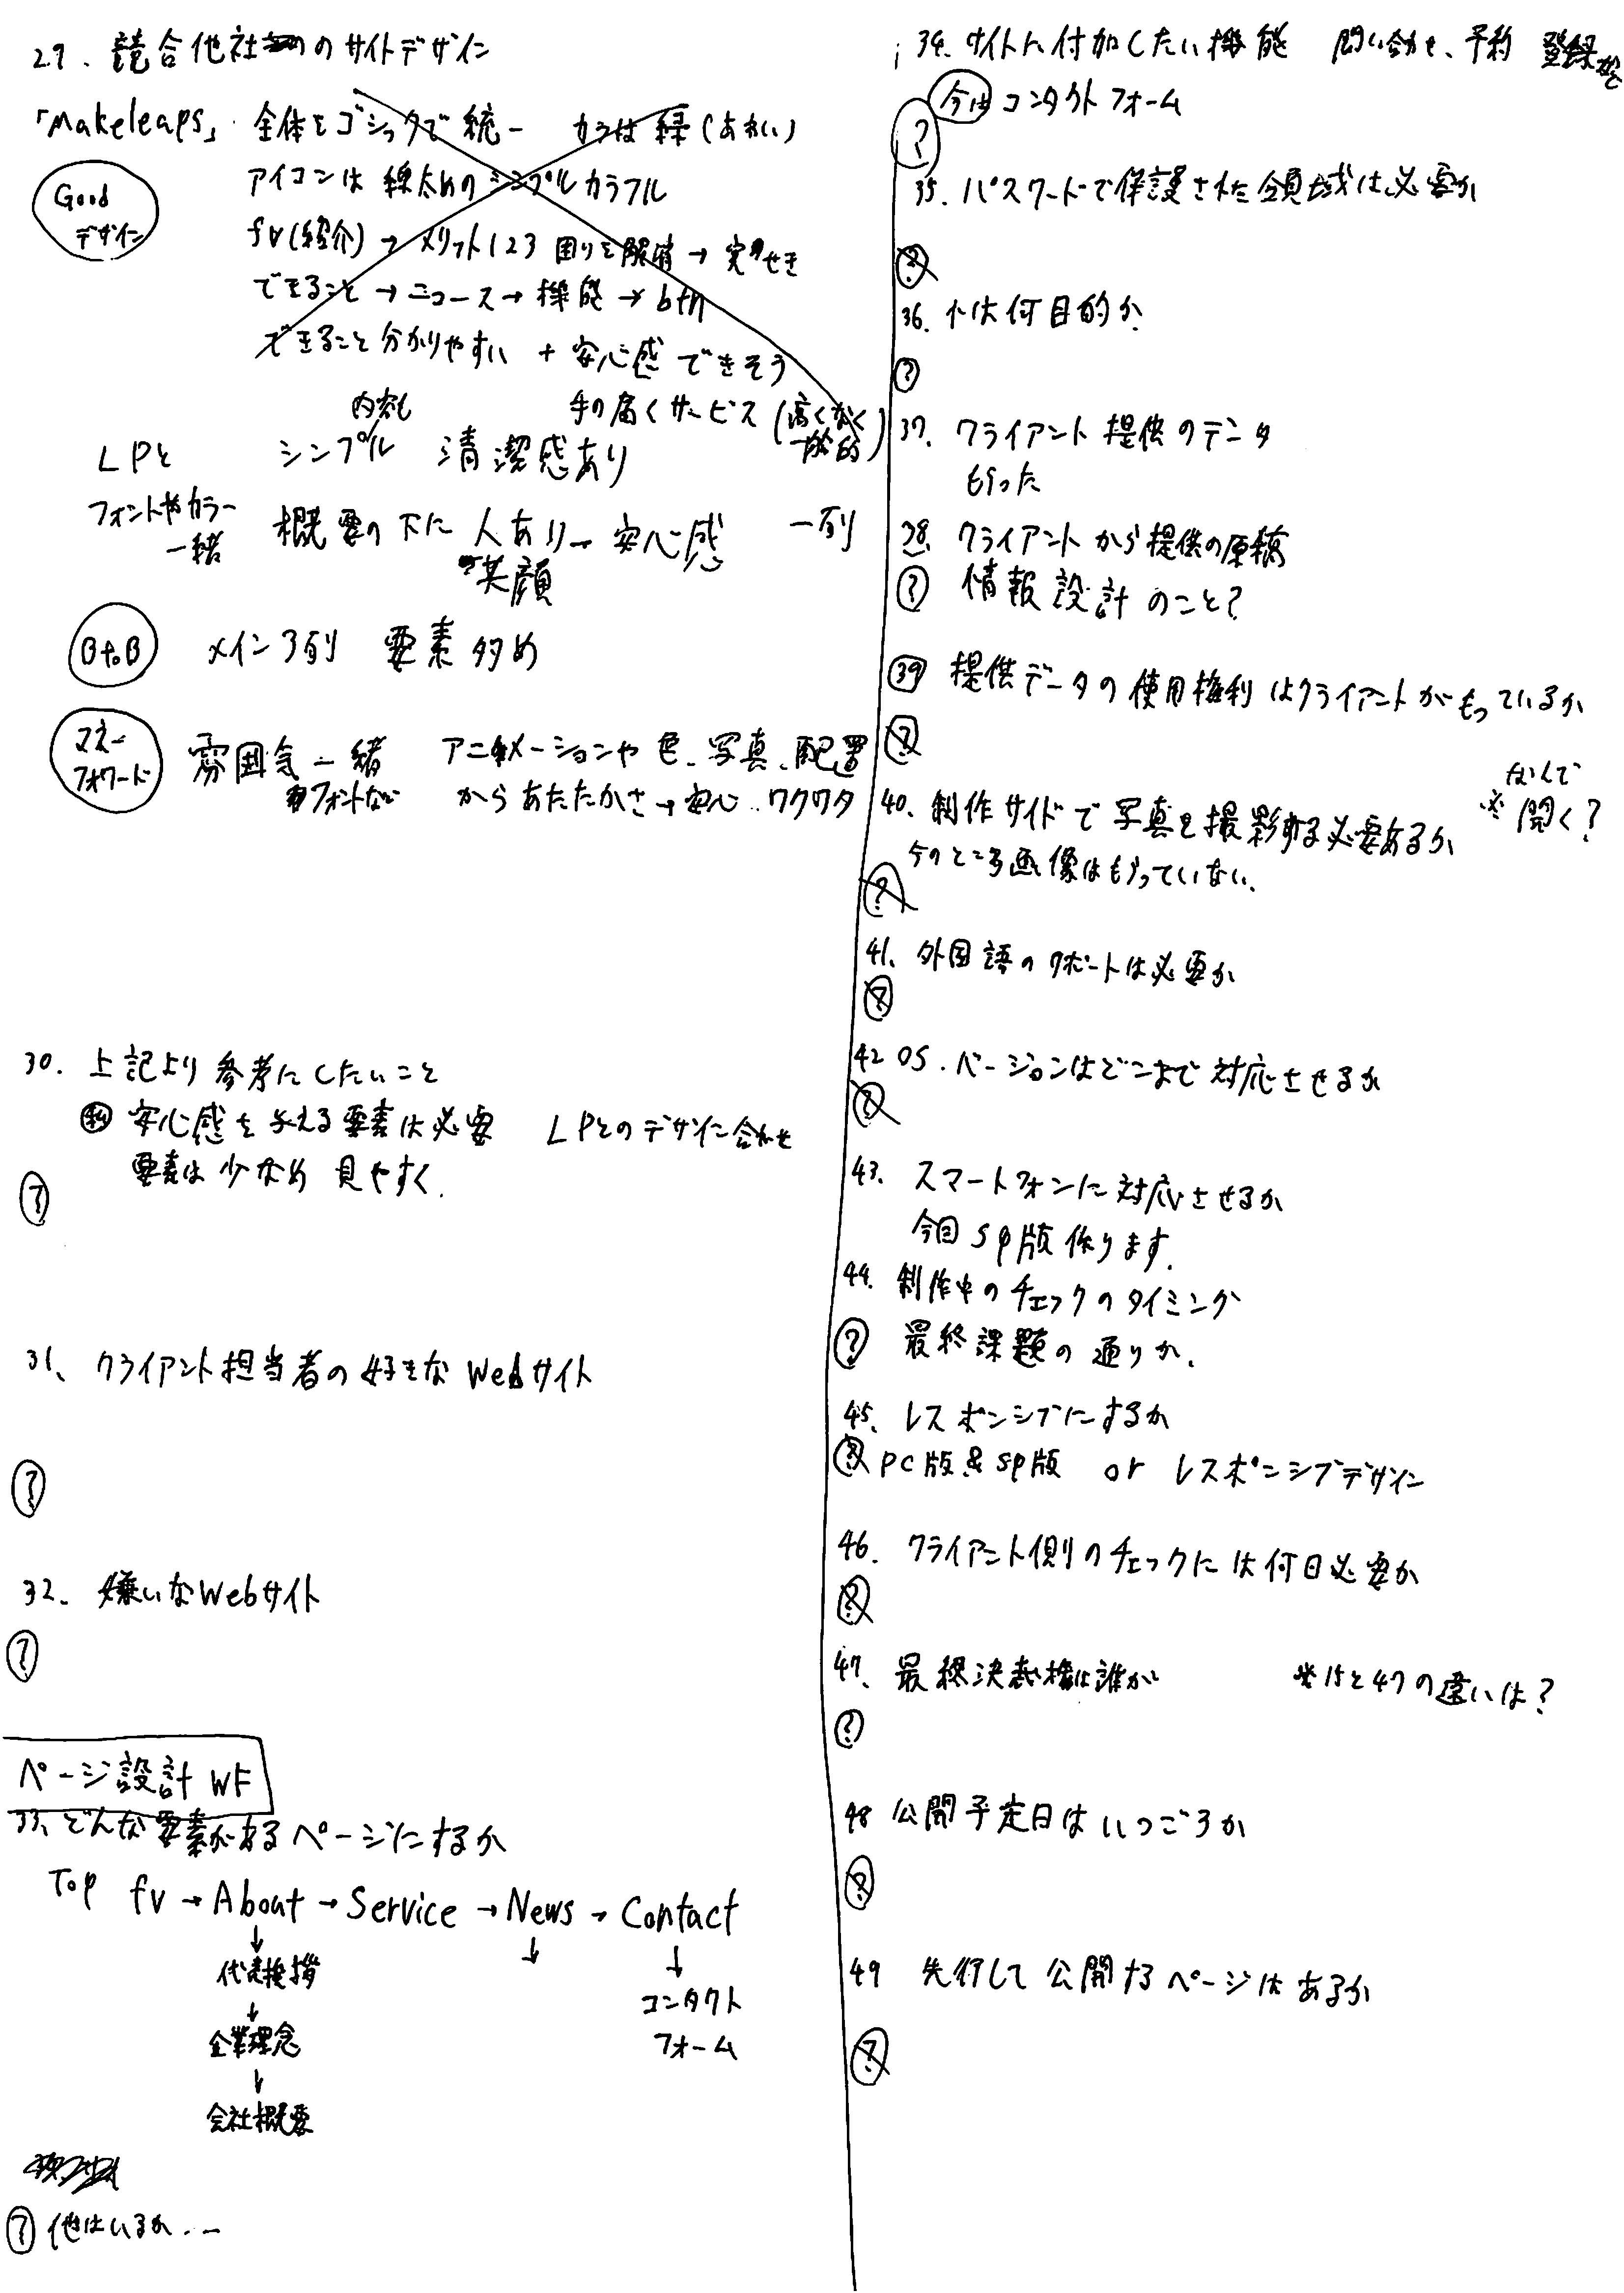 29. 競合他社のサイトデザイン
「Makeleaps」 全体をゴシックで統一 カラーは緑(あかい)
Good
デザイン
アイコンは線太めのシンプルカラフル
fv(紹介)→メリット123 困りを解消→実せき
できること→ニュース→機能→btn
できること分かりやすい + 安心感 できそう
手の届くサービス(高くなく
一般的)
LPと
フォントやカラー
一緒
内容も
シンプル 清潔感あり
概要の下に 人あり→安心感 一列
笑顔
BtoB メイン3列 要素多め
マネー
フォワード
雰囲気一緒
フォントなど
アニメーションや色、写真、配置
からあたたかさ→安心 ワクワク
30. 上記より参考にしたいこと
安心感を与える要素は必要 LPとのデザイン合わせ
要素は少なめ 見やすく.
?
31、 クライアント担当者の好きなWebサイト
?
32. 嫌いなWebサイト
?
ページ設計 WF
33、どんな要素があるページにするか
Top fv → About → Service → News → Contact
↓ ↓ ↓
代表挨拶
↓
企業理念
↓
会社概要
コンタクト
フォーム
? 他はいるか...
34. サイトに付加したい機能 問い合わせ、予約 登録など
今は コンタクトフォーム
?
35. パスワードで保護された領域は必要か
?
36. 〃は何目的か.
?
37. クライアント提供のデータ
もらった
38. クライアントから提供の原稿
? 情報設計のこと?
39 提供データの使用権利はクライアントがもっているか
?
40、制作サイドで写真を撮影する必要あるか
※なんで
聞く?
今のところ画像はもらっていない.
?
41、外国語のサポートは必要か
?
42 OS.バージョンはどこまで対応させるか
?
43. スマートフォンに対応させるか
今回sp版作ります.
44. 制作中のチェックのタイミング
? 最終課題の通りか.
45、レスポンシブにするか
? PC版&SP版 or レスポンシブデザイン
46. クライアント側のチェックには何日必要か
?
47、最終決裁権は誰か ※15と47の違いは?
?
48 公開予定日はいつごろか
?
49 先行して公開するページはあるか
?